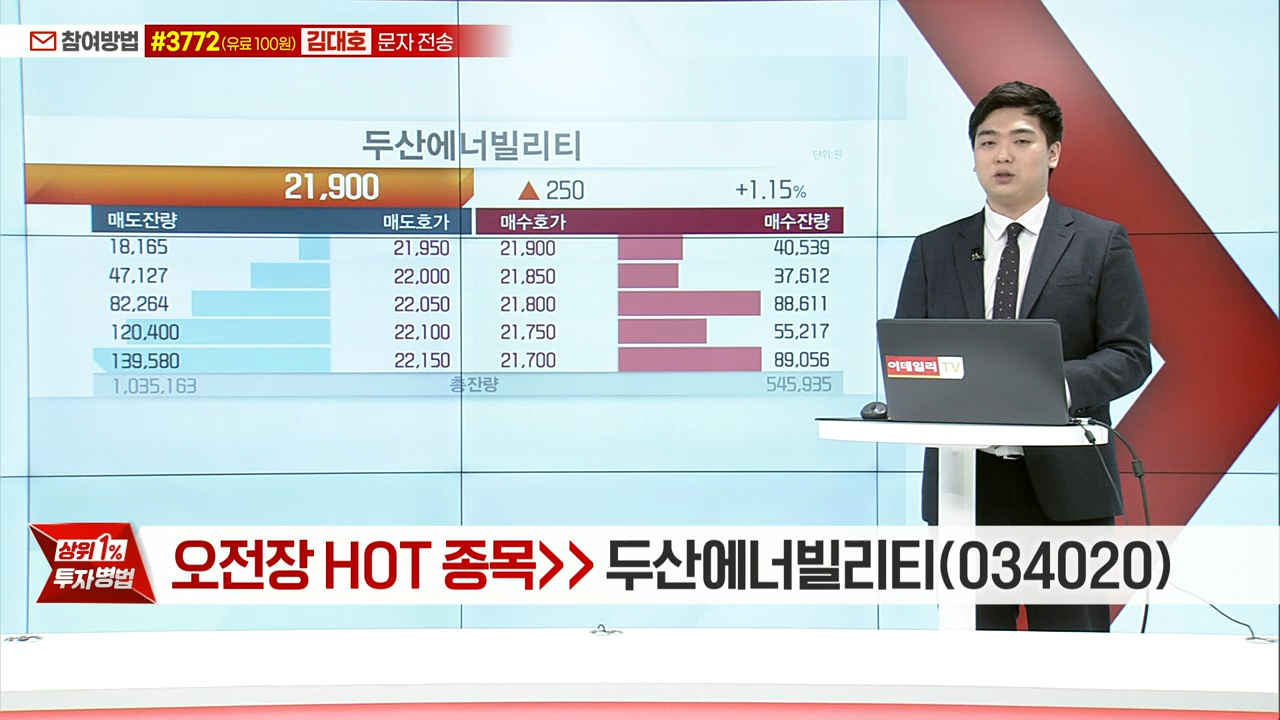 참여방법 #3772(유료 100원) 김대호 문자 전송
두산에너빌리티
단위:원
21,900 ▲ 250 +1.15%
매도잔량 매도호가 매수호가 매수잔량
18,165 21,950 21,900 40,539
47,127 22,000 21,850 37,612
82,264 22,050 21,800 88,611
120,400 22,100 21,750 55,217
139,580 22,150 21,700 89,056
1,035,163 총잔량 545,935
이데일리 TV
상위 1%
투자병법
오전장 HOT 종목>> 두산에너빌리티(034020)